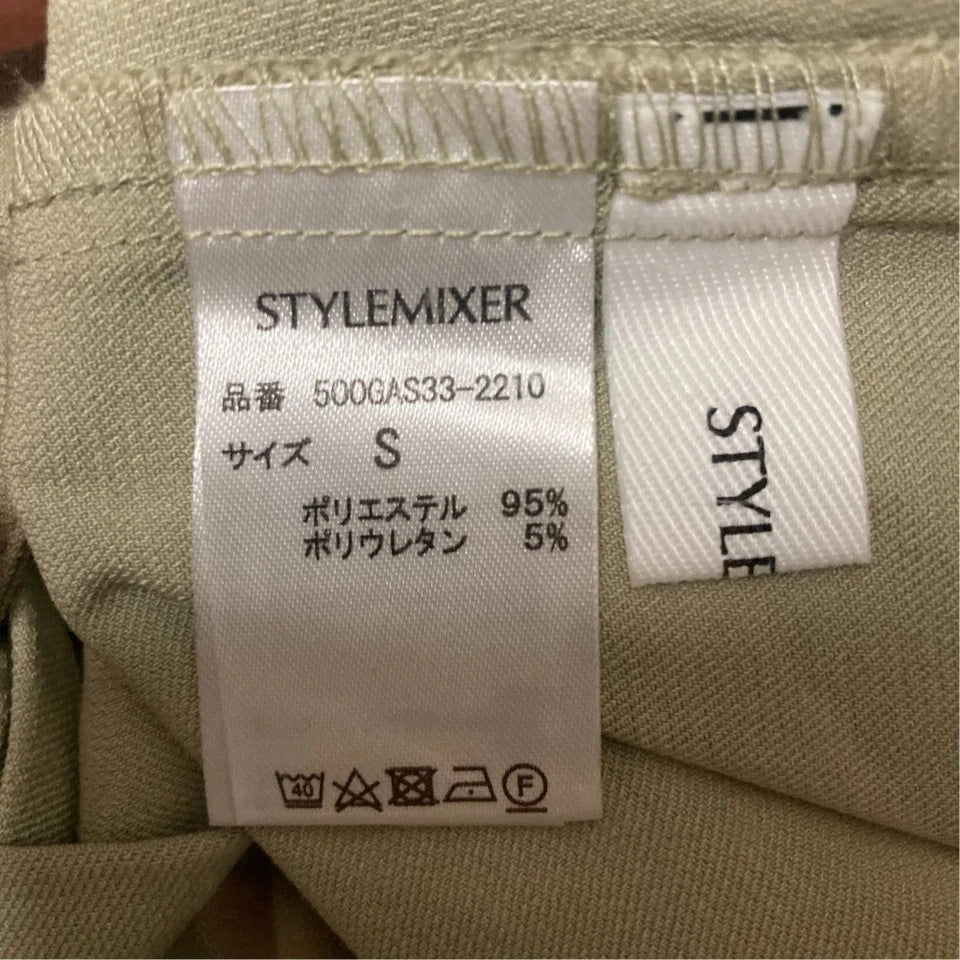 STYLEMIXER
品番 500GAS33-2210
サイズ S
ポリエステル 95%
ポリウレタン 5%
40
F
STYLE